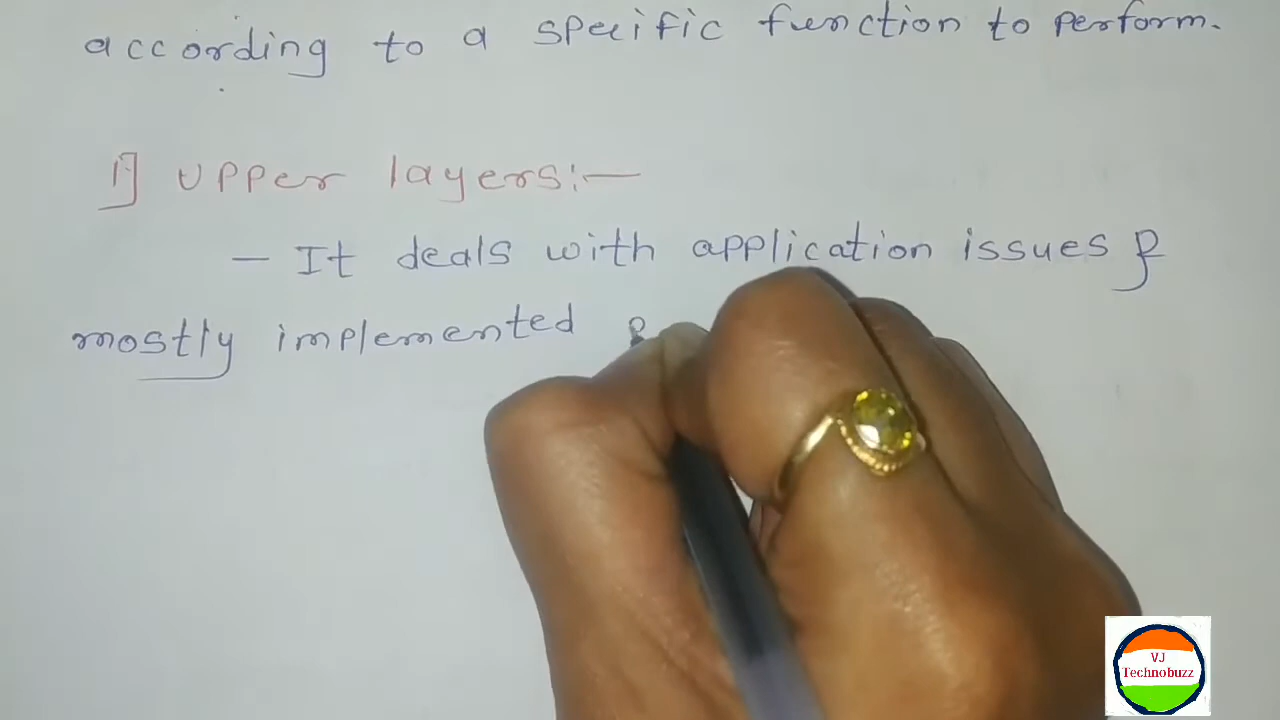 according to a specific function to perform.
1] Upper layers:—
— It deals with application issues &
mostly implemented
VJ
Technobuzz